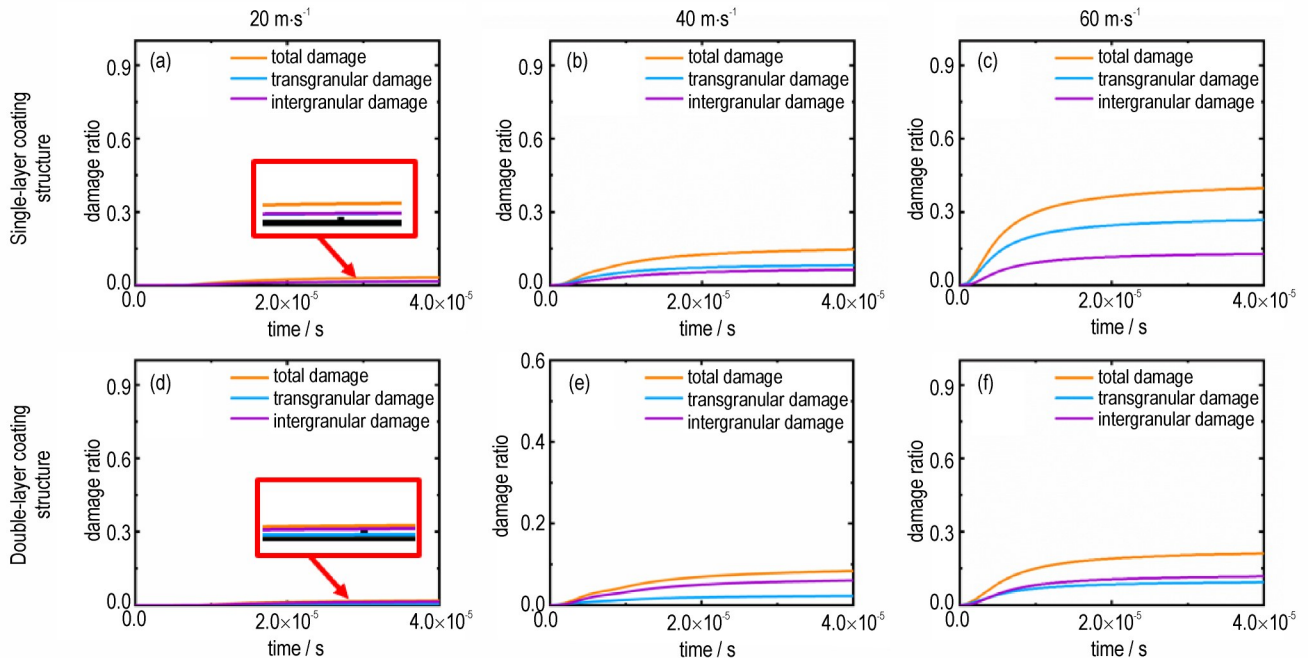 20 m·s⁻¹
40 m·s⁻¹
60 m·s⁻¹
Single-layer coating
structure
(a)
total damage
transgranular damage
intergranular damage
0.9
0.6
0.3
0.0
damage ratio
0.0
2.0×10⁻⁵
4.0×10⁻⁵
time / s
(b)
total damage
transgranular damage
intergranular damage
0.9
0.6
0.3
0.0
damage ratio
0.0
2.0×10⁻⁵
4.0×10⁻⁵
time / s
(c)
total damage
transgranular damage
intergranular damage
0.9
0.6
0.3
0.0
damage ratio
0.0
2.0×10⁻⁵
4.0×10⁻⁵
time / s
Double-layer coating
structure
(d)
total damage
transgranular damage
intergranular damage
0.9
0.6
0.3
0.0
damage ratio
0.0
2.0×10⁻⁵
4.0×10⁻⁵
time / s
(e)
total damage
transgranular damage
intergranular damage
0.6
0.4
0.2
0.0
damage ratio
0.0
2.0×10⁻⁵
4.0×10⁻⁵
time / s
(f)
total damage
transgranular damage
intergranular damage
0.9
0.6
0.3
0.0
damage ratio
0.0
2.0×10⁻⁵
4.0×10⁻⁵
time / s